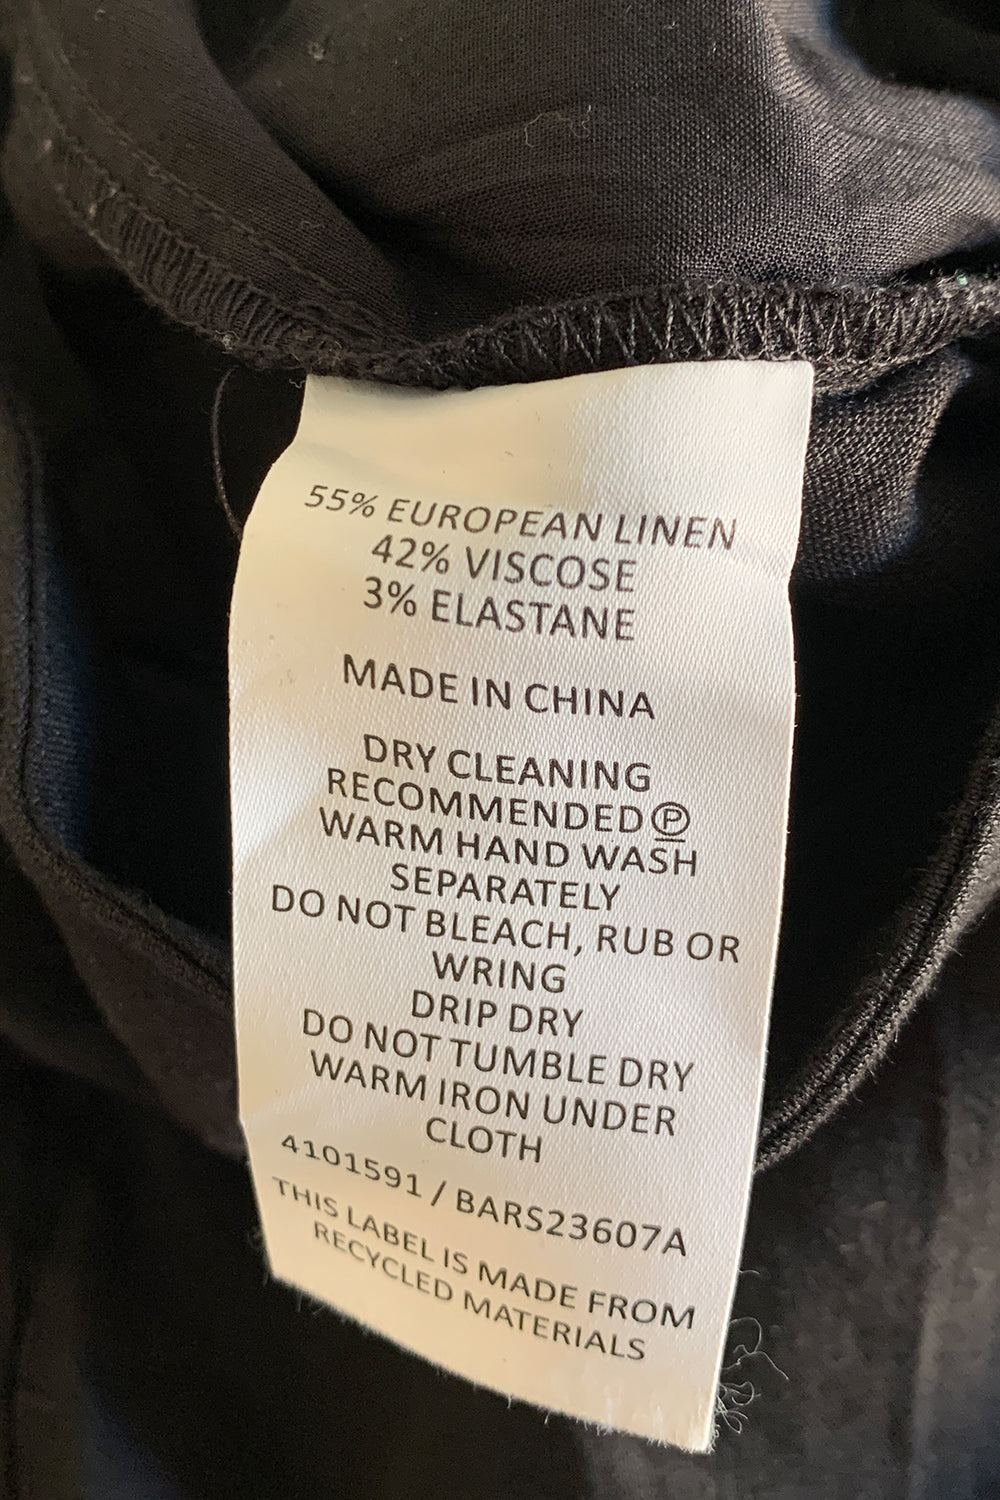 55% EUROPEAN LINEN
42% VISCOSE
3% ELASTANE
MADE IN CHINA
DRY CLEANING
RECOMMENDED Ⓟ
WARM HAND WASH
SEPARATELY
DO NOT BLEACH, RUB OR
WRING
DRIP DRY
DO NOT TUMBLE DRY
WARM IRON UNDER
CLOTH
4101591 / BARS23607A
THIS LABEL IS MADE FROM
RECYCLED MATERIALS